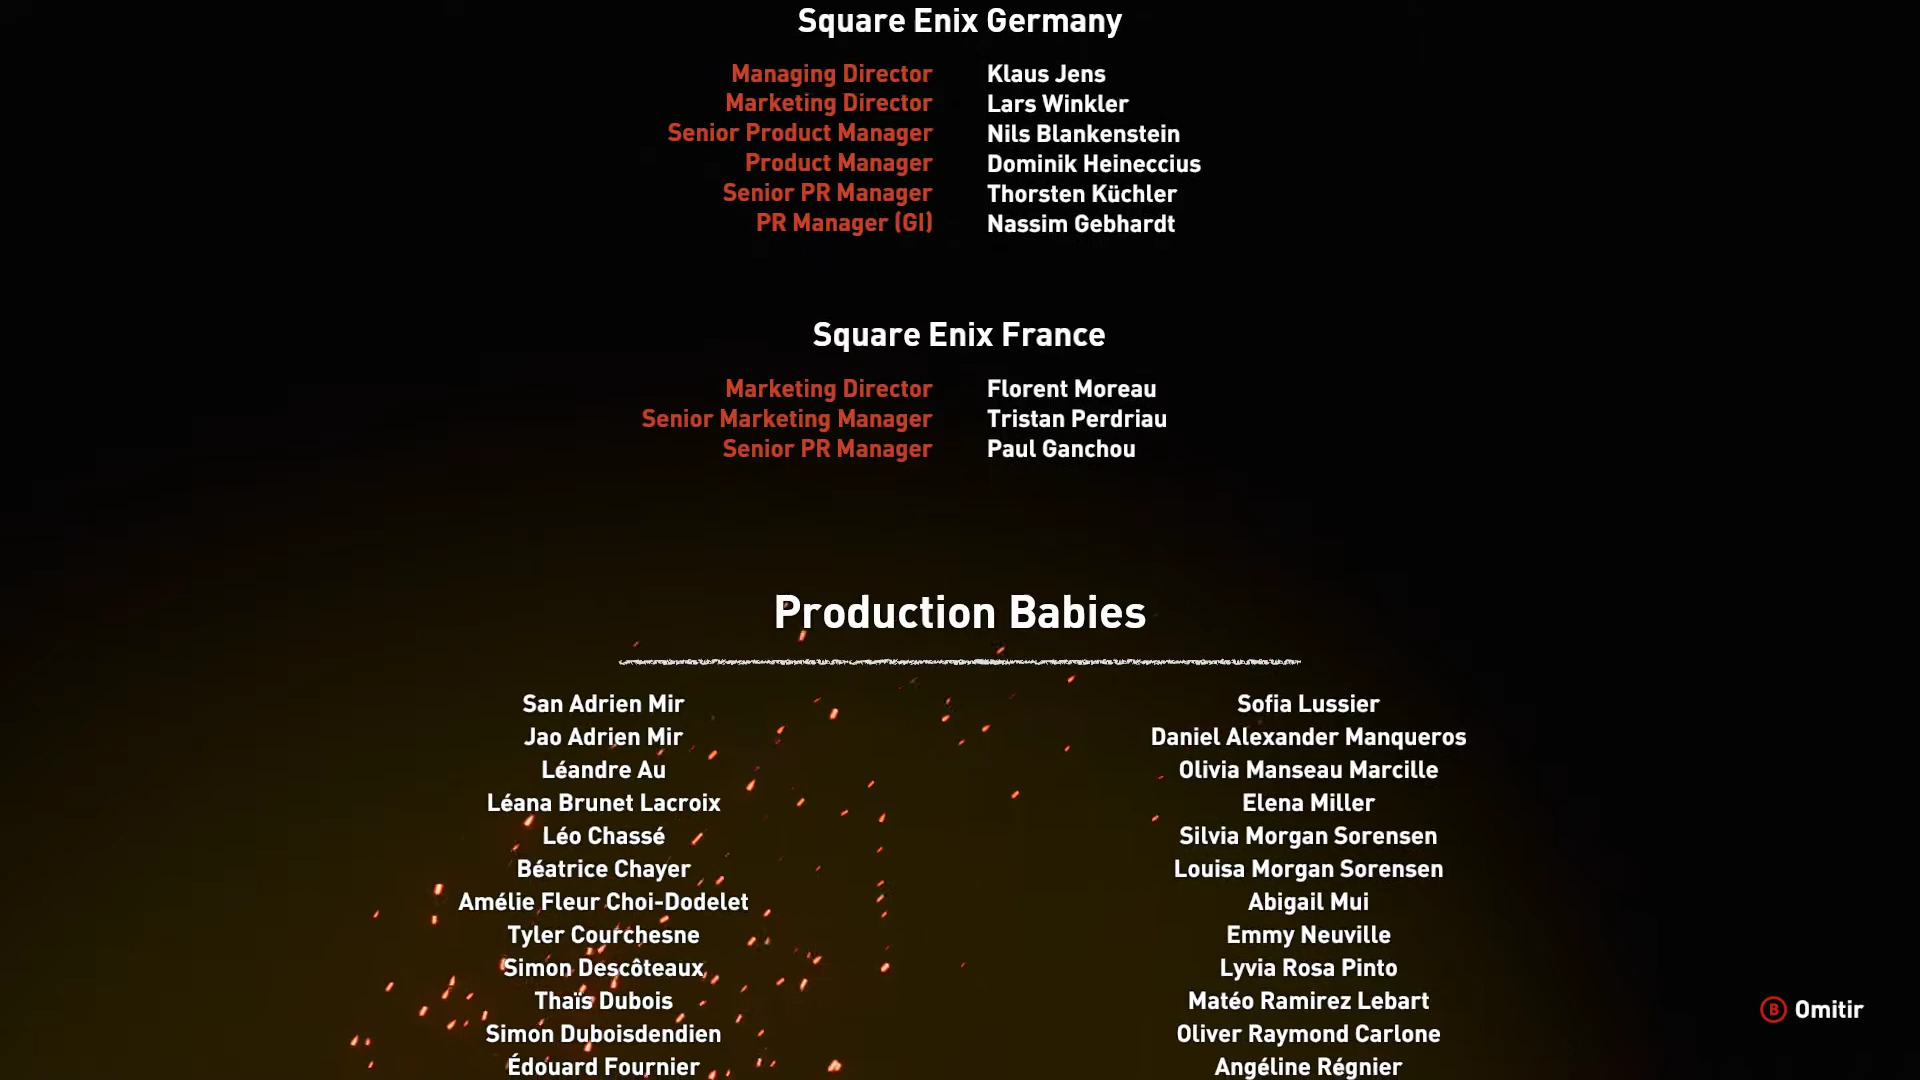 Square Enix Germany
Managing Director Klaus Jens
Marketing Director Lars Winkler
Senior Product Manager Nils Blankenstein
Product Manager Dominik Heineccius
Senior PR Manager Thorsten Küchler
PR Manager (GI) Nassim Gebhardt
Square Enix France
Marketing Director Florent Moreau
Senior Marketing Manager Tristan Perdriau
Senior PR Manager Paul Ganchou
Production Babies
San Adrien Mir Sofia Lussier
Jao Adrien Mir Daniel Alexander Manqueros
Léandre Au Olivia Manseau Marcille
Léana Brunet Lacroix Elena Miller
Léo Chassé Silvia Morgan Sorensen
Béatrice Chayer Louisa Morgan Sorensen
Amélie Fleur Choi-Dodelet Abigail Mui
Tyler Courchesne Emmy Neuville
Simon Descôteaux Lyvia Rosa Pinto
Thaïs Dubois Matéo Ramirez Lebart
Simon Duboisdendien Oliver Raymond Carlone
Édouard Fournier Angéline Régnier
B Omitir